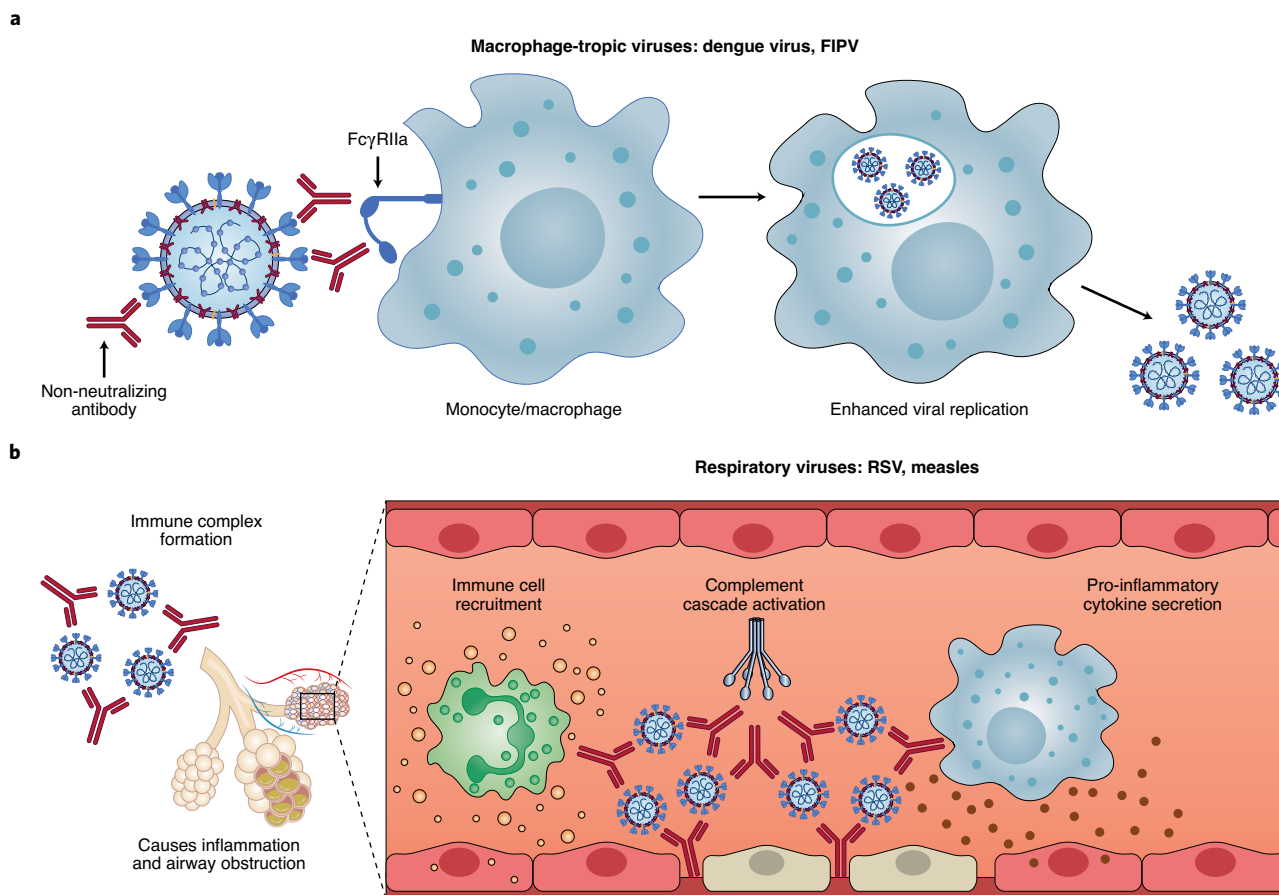 a
Macrophage-tropic viruses: dengue virus, FIPV
FcγRIIa
Non-neutralizing
antibody
Monocyte/macrophage
Enhanced viral replication
b
Respiratory viruses: RSV, measles
Immune complex
formation
Immune cell
recruitment
Complement
cascade activation
Pro-inflammatory
cytokine secretion
Causes inflammation
and airway obstruction